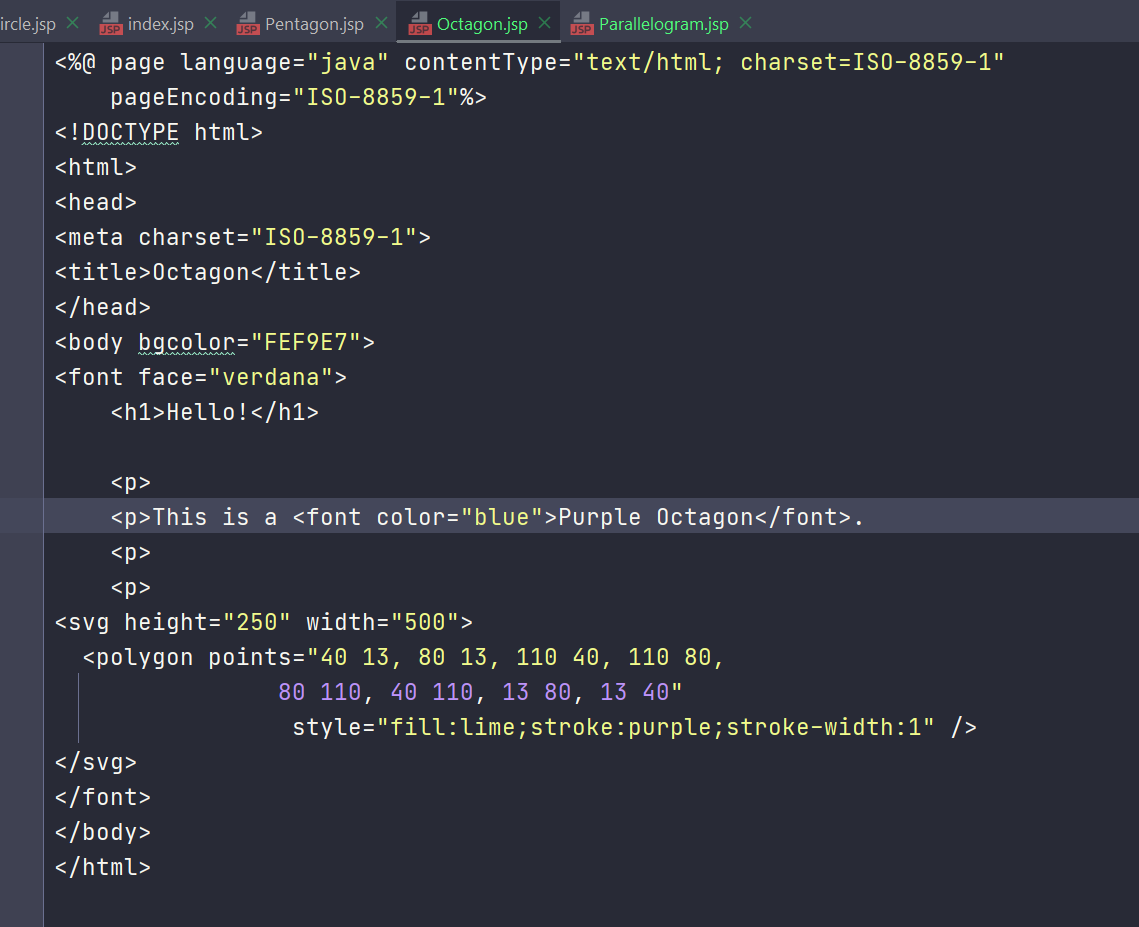 ircle.jsp JSP index.jsp JSP Pentagon.jsp JSP Octagon.jsp JSP Parallelogram.jsp
<%@ page language="java" contentType="text/html; charset=ISO-8859-1"
    pageEncoding="ISO-8859-1"%>
<!DOCTYPE html>
<html>
<head>
<meta charset="ISO-8859-1">
<title>Octagon</title>
</head>
<body bgcolor="FEF9E7">
<font face="verdana">
    <h1>Hello!</h1>
    <p>
    <p>This is a <font color="blue">Purple Octagon</font>.
    <p>
    <p>
<svg height="250" width="500">
  <polygon points="40 13, 80 13, 110 40, 110 80,
                80 110, 40 110, 13 80, 13 40"
                 style="fill:lime;stroke:purple;stroke-width:1" />
</svg>
</font>
</body>
</html>